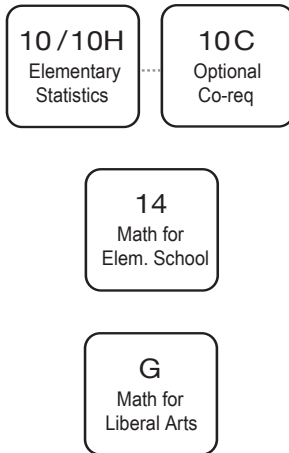 10/10H
Elementary
Statistics
10C
Optional
Co-req
14
Math for
Elem. School
G
Math for
Liberal Arts